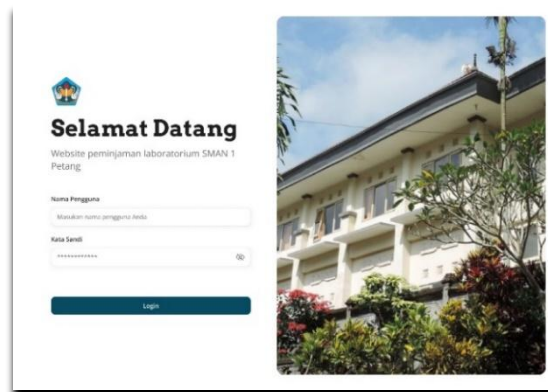 Selamat Datang
Website peminjaman laboratorium SMAN 1
Petang
Nama Pengguna
Masukan nama pengguna Anda
Kata Sandi
************
Login